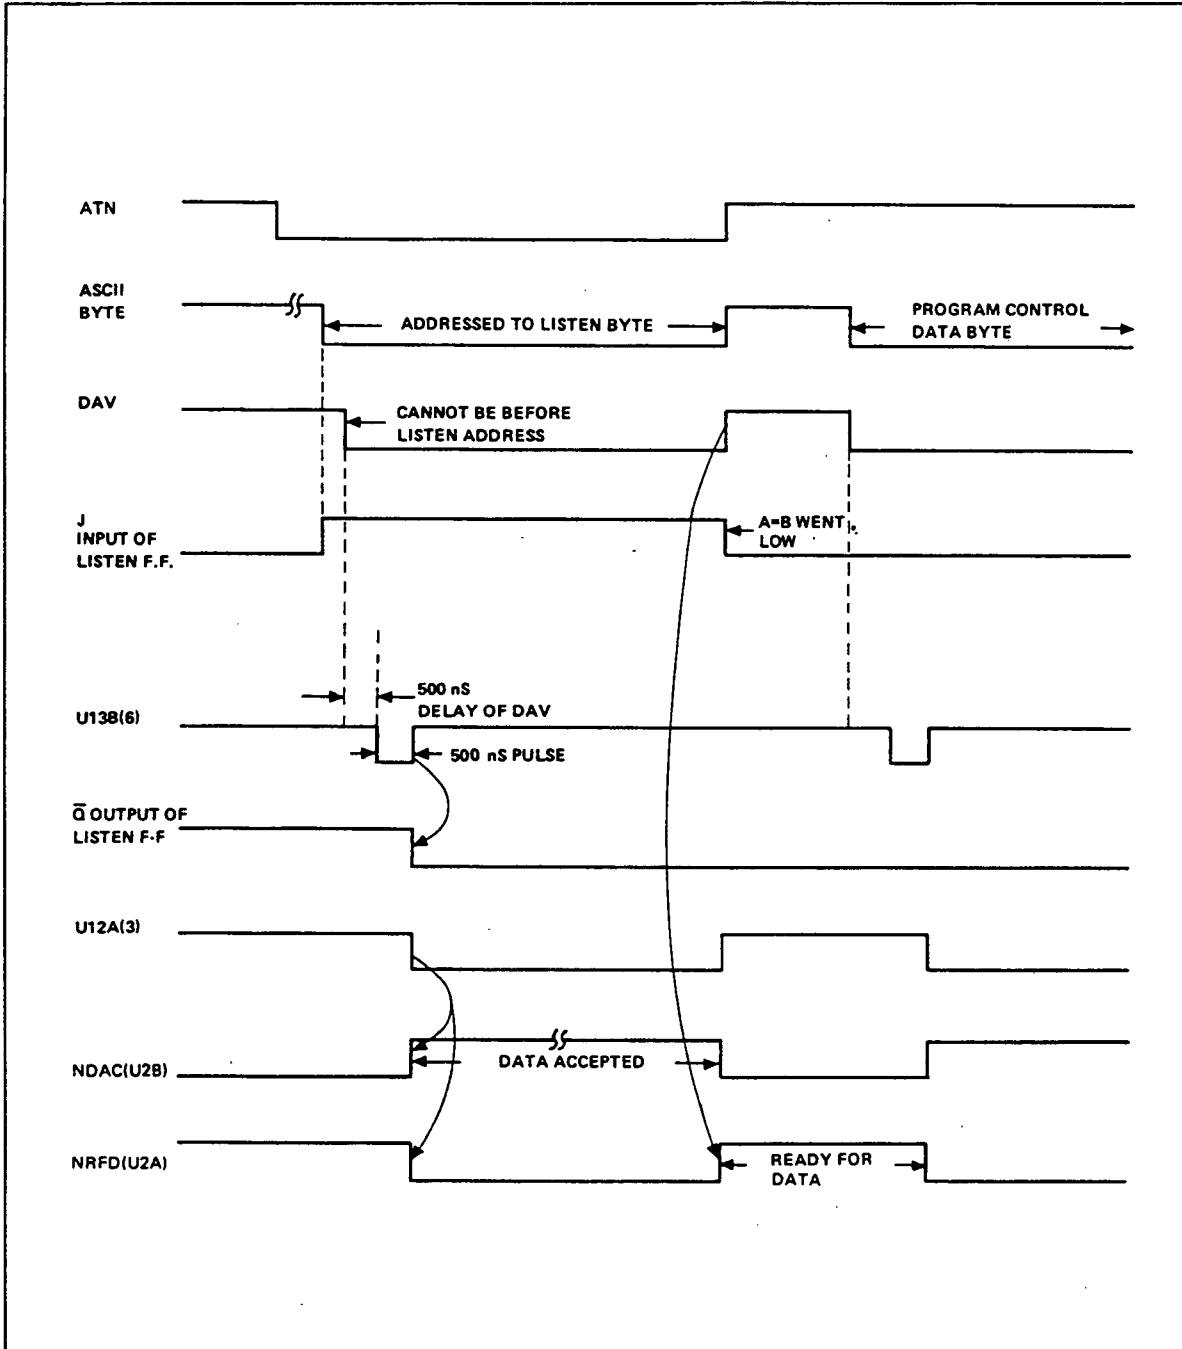 ATN
ASCII
BYTE
ADDRESSED TO LISTEN BYTE
PROGRAM CONTROL
DATA BYTE
DAV
CANNOT BE BEFORE
LISTEN ADDRESS
J
INPUT OF
LISTEN F.F.
A=B WENT
LOW
500 nS
DELAY OF DAV
U13B(6)
500 nS PULSE
Q̅ OUTPUT OF
LISTEN F-F
U12A(3)
NDAC(U2B)
DATA ACCEPTED
NRFD(U2A)
READY FOR
DATA